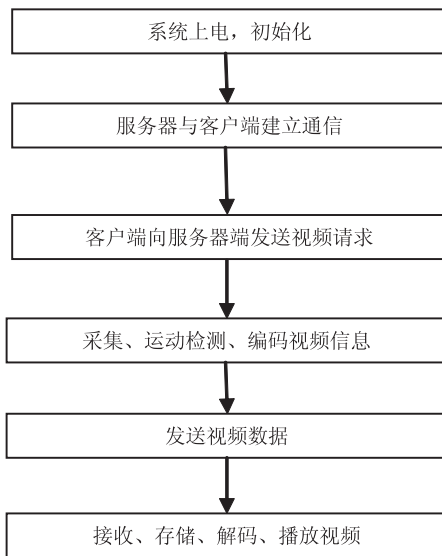 系统上电，初始化
服务器与客户端建立通信
客户端向服务器端发送视频请求
采集、运动检测、编码视频信息
发送视频数据
接收、存储、解码、播放视频